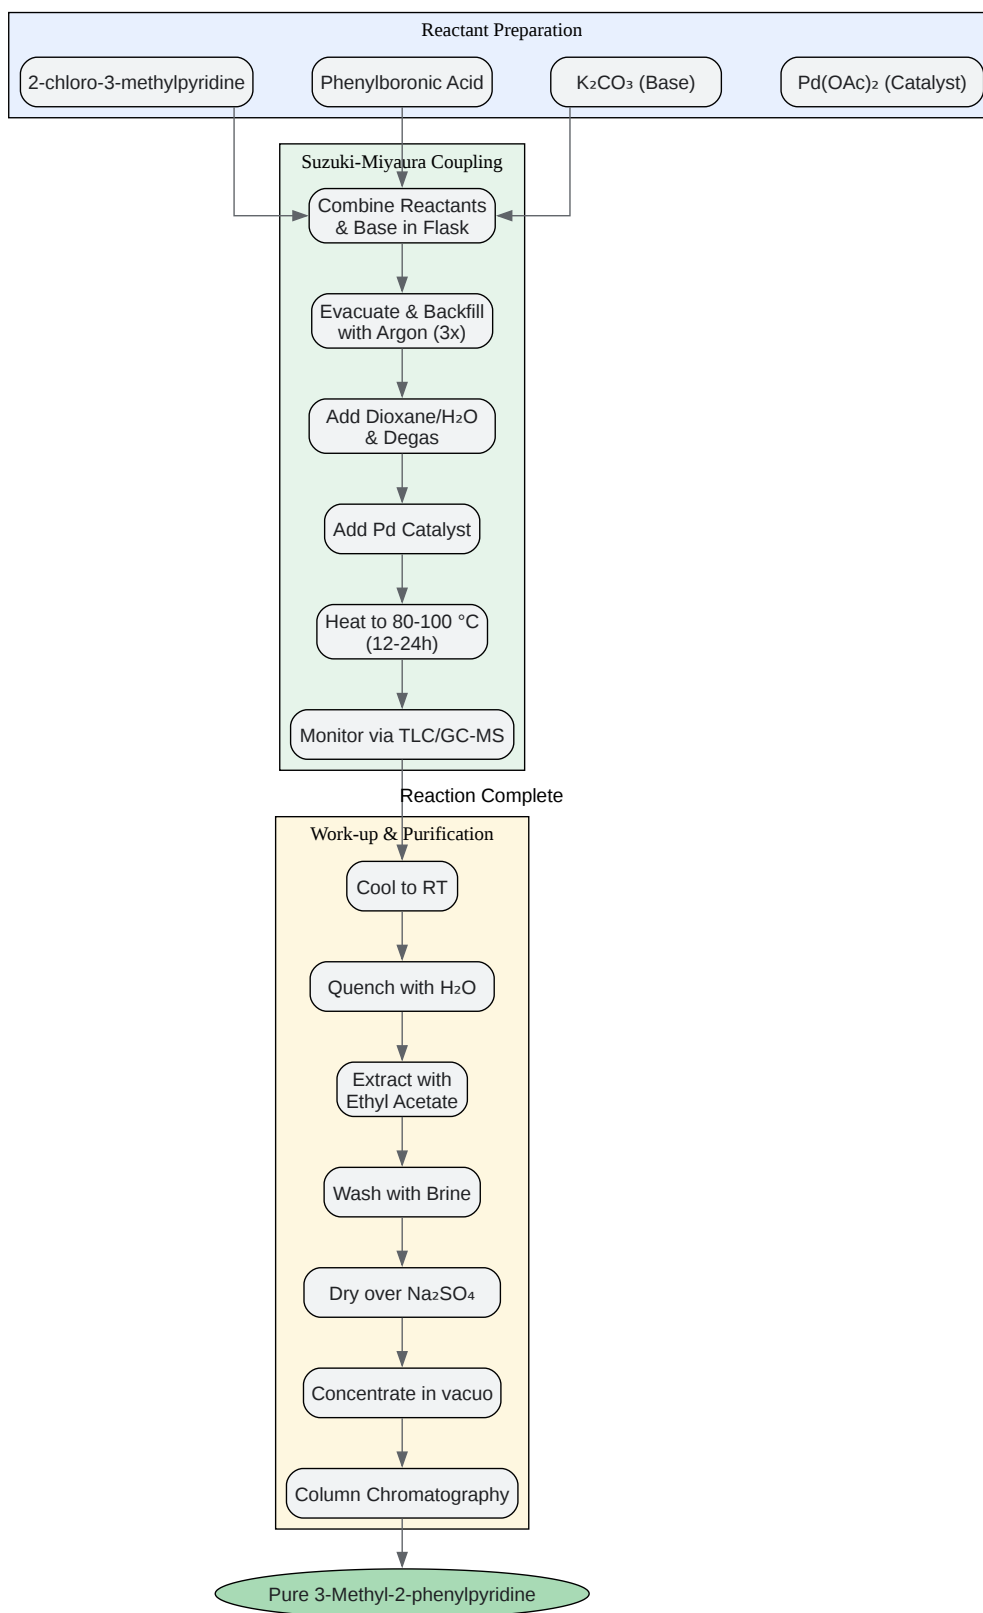 Reactant Preparation
2-chloro-3-methylpyridine
Phenylboronic Acid
K₂CO₃ (Base)
Pd(OAc)₂ (Catalyst)
Suzuki-Miyaura Coupling
Combine Reactants
& Base in Flask
Evacuate & Backfill
with Argon (3x)
Add Dioxane/H₂O
& Degas
Add Pd Catalyst
Heat to 80-100 °C
(12-24h)
Monitor via TLC/GC-MS
Reaction Complete
Work-up & Purification
Cool to RT
Quench with H₂O
Extract with
Ethyl Acetate
Wash with Brine
Dry over Na₂SO₄
Concentrate in vacuo
Column Chromatography
Pure 3-Methyl-2-phenylpyridine